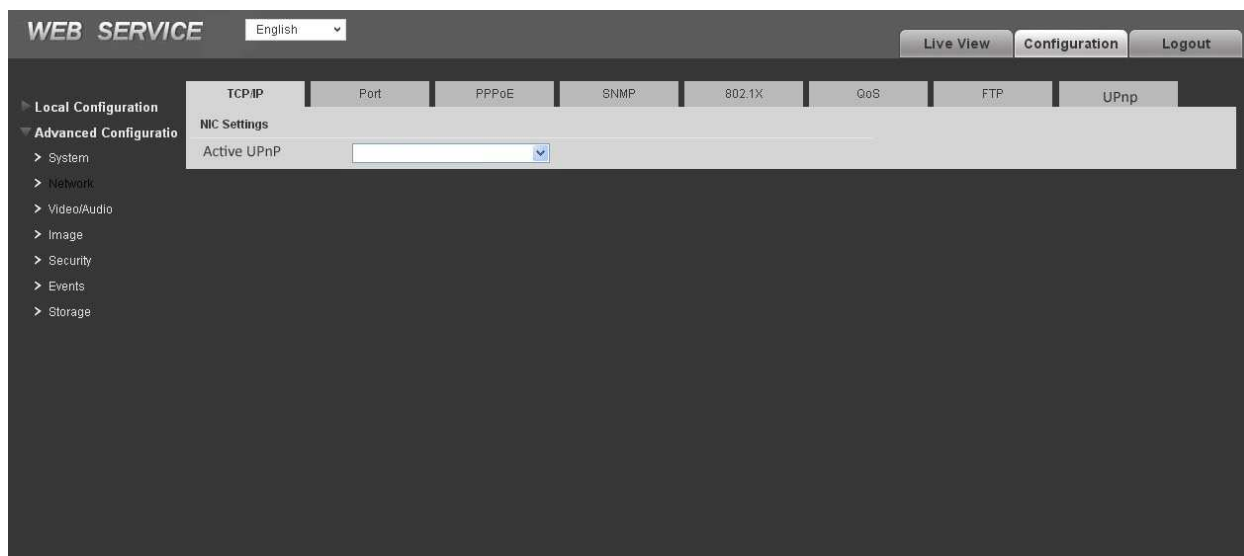 WEB SERVICE
English
Live View
Configuration
Logout
Local Configuration
Advanced Configuratio
System
Network
Video/Audio
Image
Security
Events
Storage
TCP/IP
Port
PPPoE
SNMP
802.1X
QoS
FTP
UPnp
NIC Settings
Active UPnP